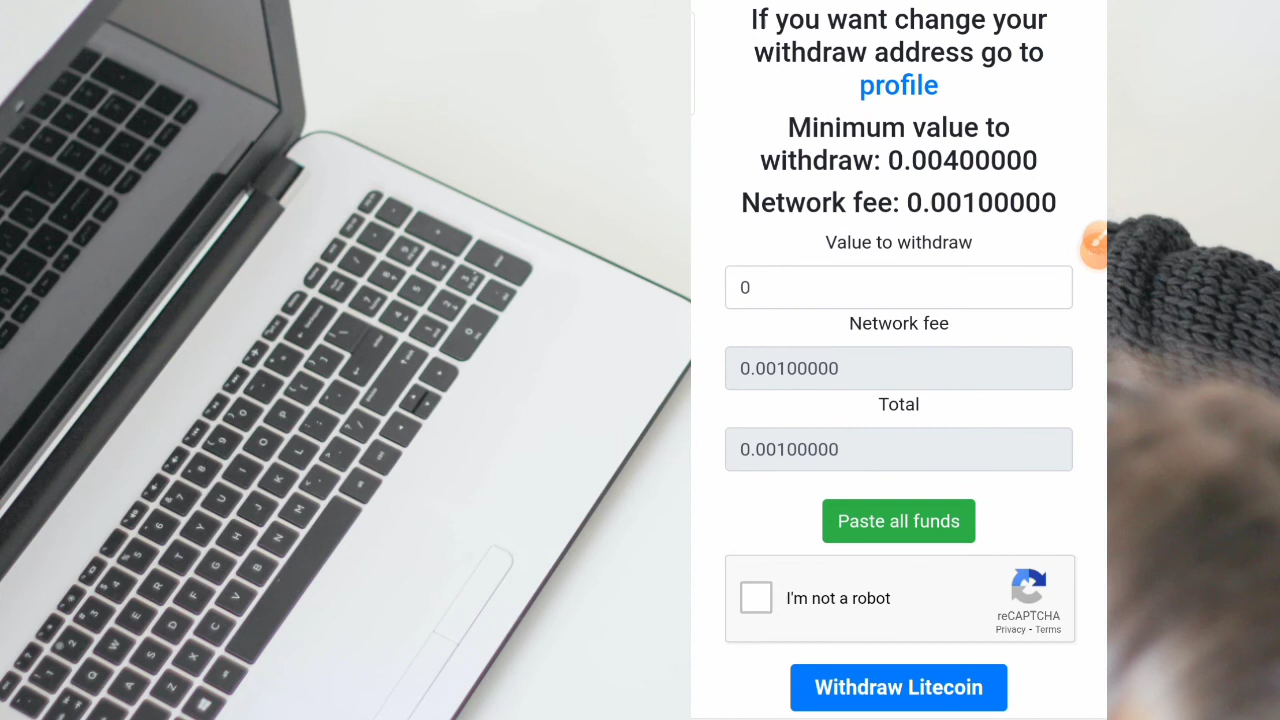 If you want change your
withdraw address go to
profile
Minimum value to
withdraw: 0.00400000
Network fee: 0.00100000
Value to withdraw
0
Network fee
0.00100000
Total
0.00100000
Paste all funds
I'm not a robot
reCAPTCHA
Privacy - Terms
Withdraw Litecoin